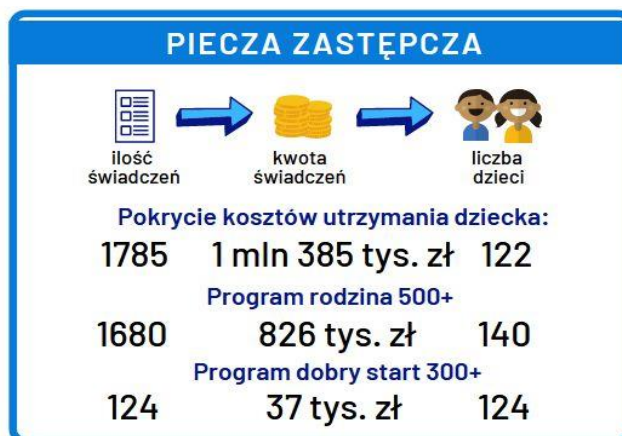 PIECZA ZASTĘPCZA
ilość świadczeń
kwota świadczeń
liczba dzieci
Pokrycie kosztów utrzymania dziecka:
1785 1 mln 385 tys. zł 122
Program rodzina 500+
1680 826 tys. zł 140
Program dobry start 300+
124 37 tys. zł 124